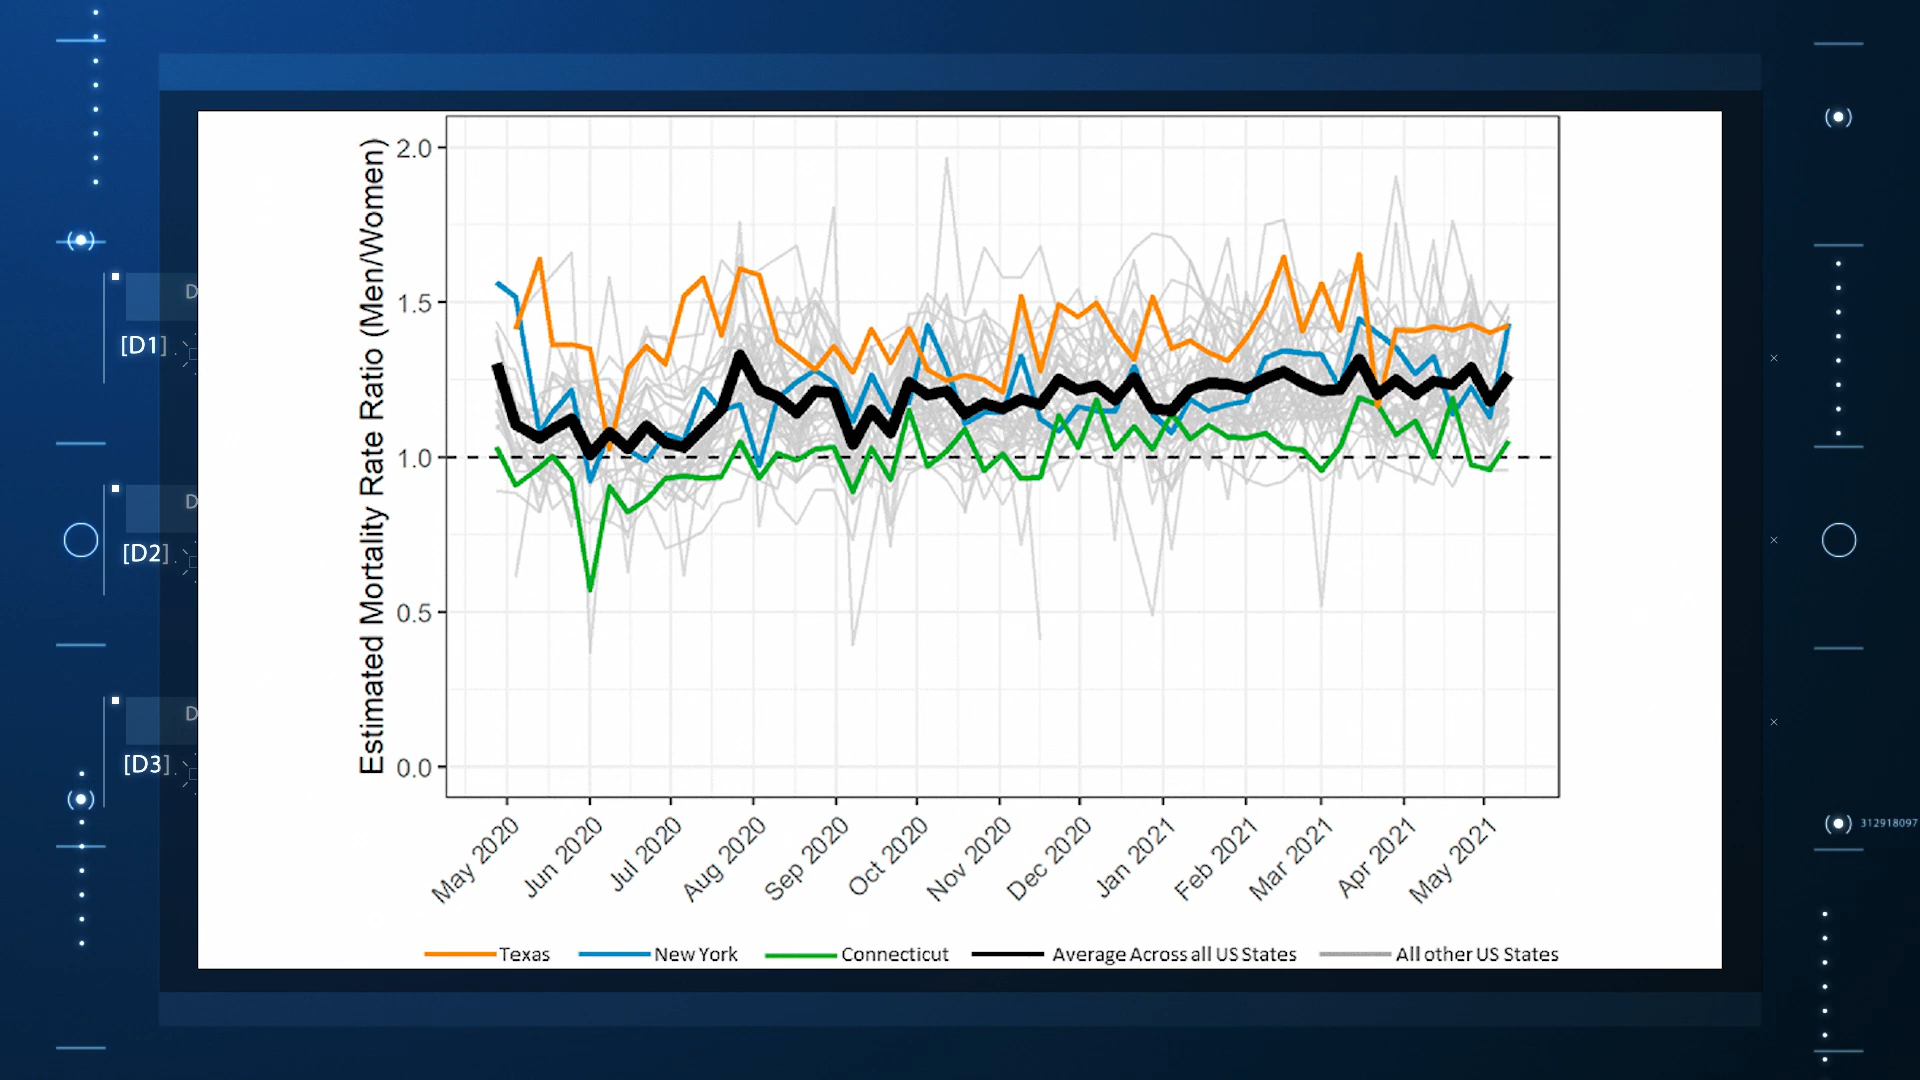 Estimated Mortality Rate Ratio (Men/Women)
2.0
1.5
1.0
0.5
0.0
May 2020
Jun 2020
Jul 2020
Aug 2020
Sep 2020
Oct 2020
Nov 2020
Dec 2020
Jan 2021
Feb 2021
Mar 2021
Apr 2021
May 2021
Texas
New York
Connecticut
Average Across all US States
All other US States
D
[D1]
D
[D2]
D
[D3]
312918097